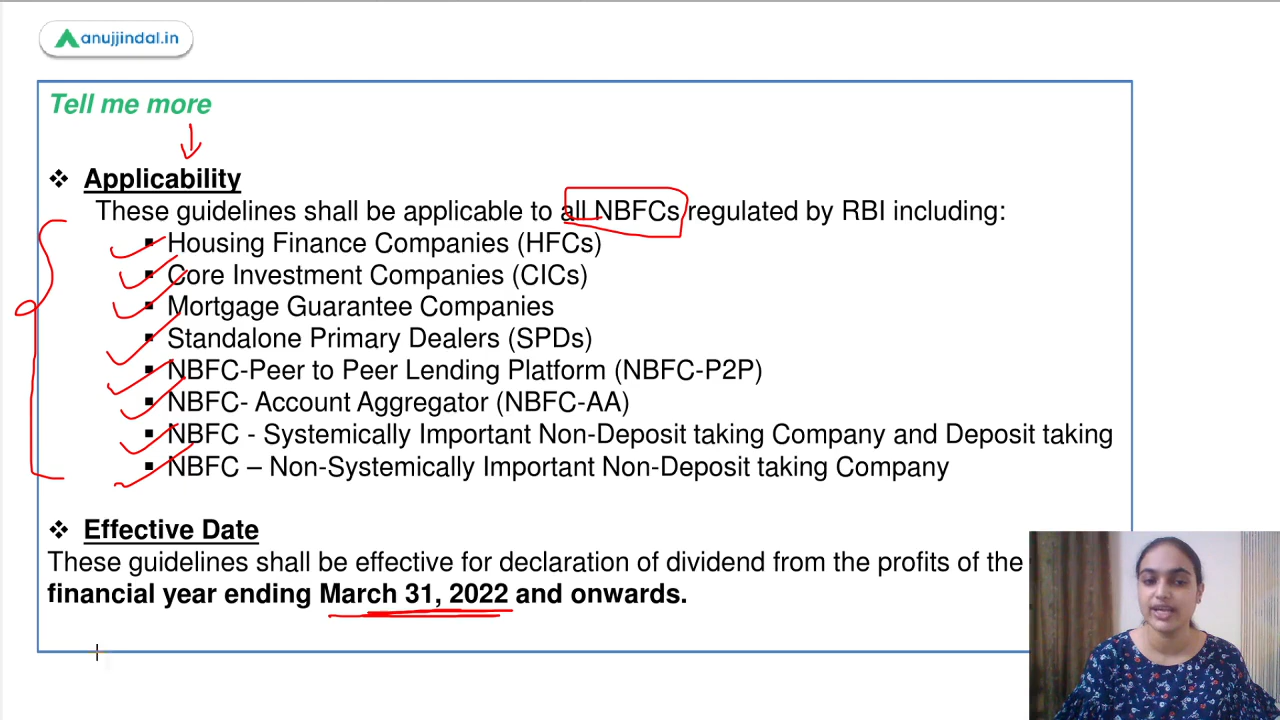 anujjindal.in
Tell me more
❖ Applicability
These guidelines shall be applicable to all NBFCs regulated by RBI including:
▪ Housing Finance Companies (HFCs)
▪ Core Investment Companies (CICs)
▪ Mortgage Guarantee Companies
▪ Standalone Primary Dealers (SPDs)
▪ NBFC-Peer to Peer Lending Platform (NBFC-P2P)
▪ NBFC- Account Aggregator (NBFC-AA)
▪ NBFC - Systemically Important Non-Deposit taking Company and Deposit taking
▪ NBFC – Non-Systemically Important Non-Deposit taking Company
❖ Effective Date
These guidelines shall be effective for declaration of dividend from the profits of the
financial year ending March 31, 2022 and onwards.